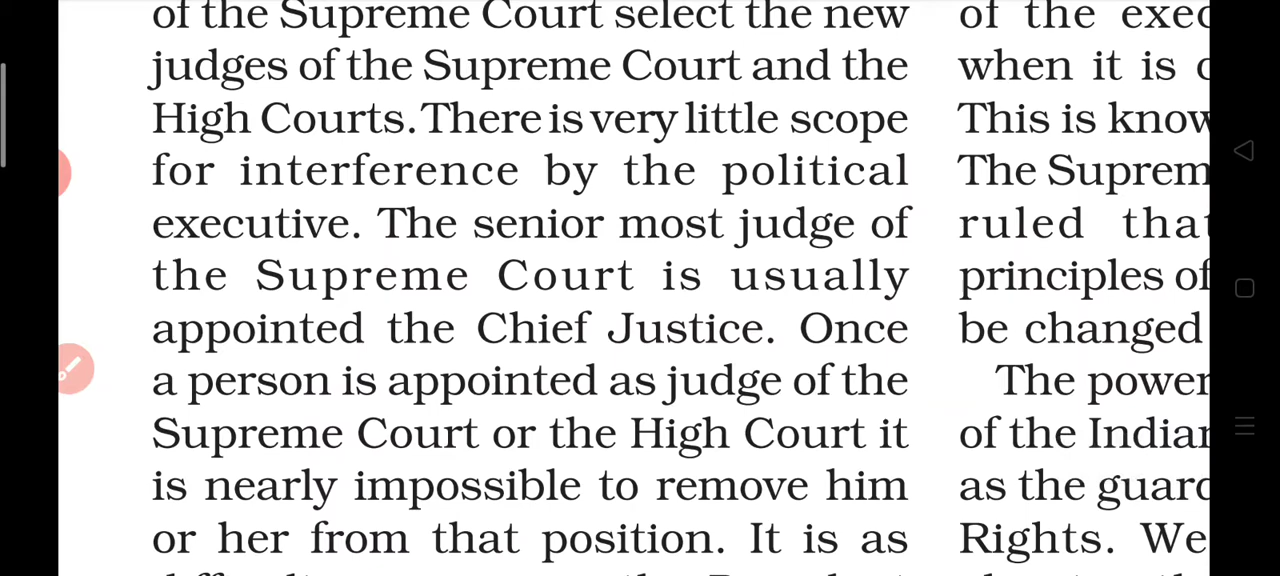 of the Supreme Court select the new
judges of the Supreme Court and the
High Courts. There is very little scope
for interference by the political
executive. The senior most judge of
the Supreme Court is usually
appointed the Chief Justice. Once
a person is appointed as judge of the
Supreme Court or the High Court it
is nearly impossible to remove him
or her from that position. It is as
of the
when it is
This is
The
ruled
principles of
be changed
The power
of the
as the
Rights. We